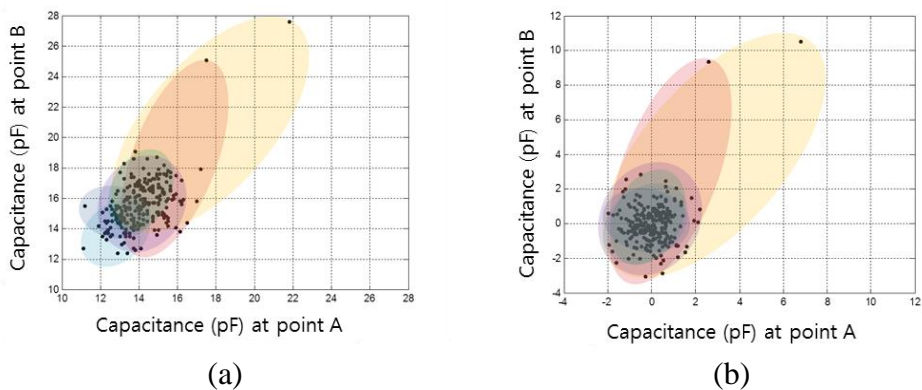 Capacitance (pF) at point B
28
26
24
22
20
18
16
14
12
10
10 12 14 16 18 20 22 24 26 28
Capacitance (pF) at point A
(a)
Capacitance (pF) at point B
12
10
8
6
4
2
0
-2
-4
-4 -2 0 2 4 6 8 10 12
Capacitance (pF) at point A
(b)